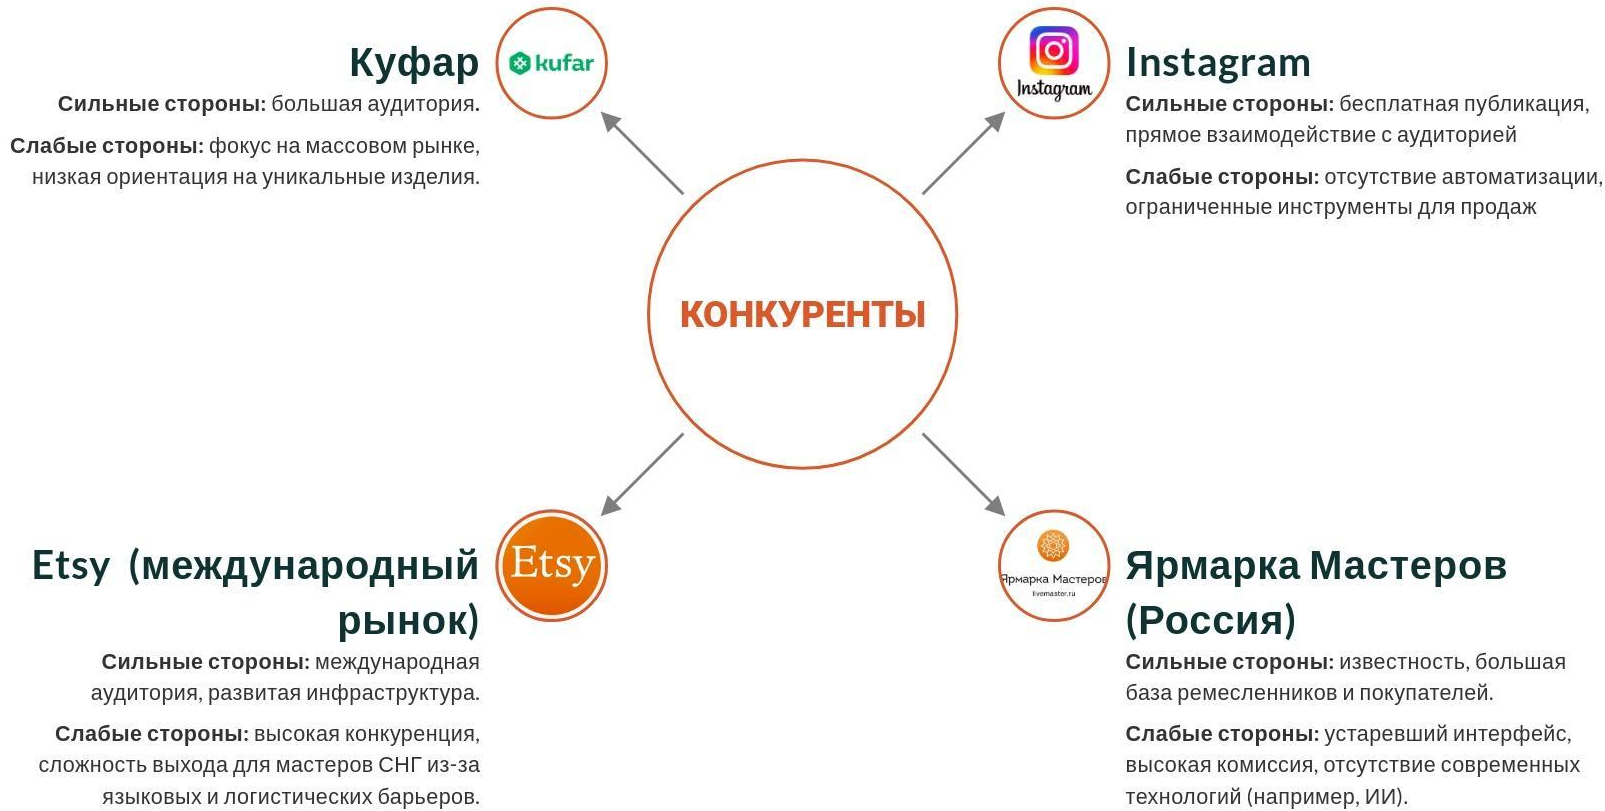 Куфар
kufar
Сильные стороны: большая аудитория.
Слабые стороны: фокус на массовом рынке,
низкая ориентация на уникальные изделия.
Instagram
Instagram
Сильные стороны: бесплатная публикация,
прямое взаимодействие с аудиторией
Слабые стороны: отсутствие автоматизации,
ограниченные инструменты для продаж
КОНКУРЕНТЫ
Etsy (международный
рынок)
Etsy
Сильные стороны: международная
аудитория, развитая инфраструктура.
Слабые стороны: высокая конкуренция,
сложность выхода для мастеров СНГ из-за
языковых и логистических барьеров.
Ярмарка Мастеров
livemaster.ru
Ярмарка Мастеров
(Россия)
Сильные стороны: известность, большая
база ремесленников и покупателей.
Слабые стороны: устаревший интерфейс,
высокая комиссия, отсутствие современных
технологий (например, ИИ).